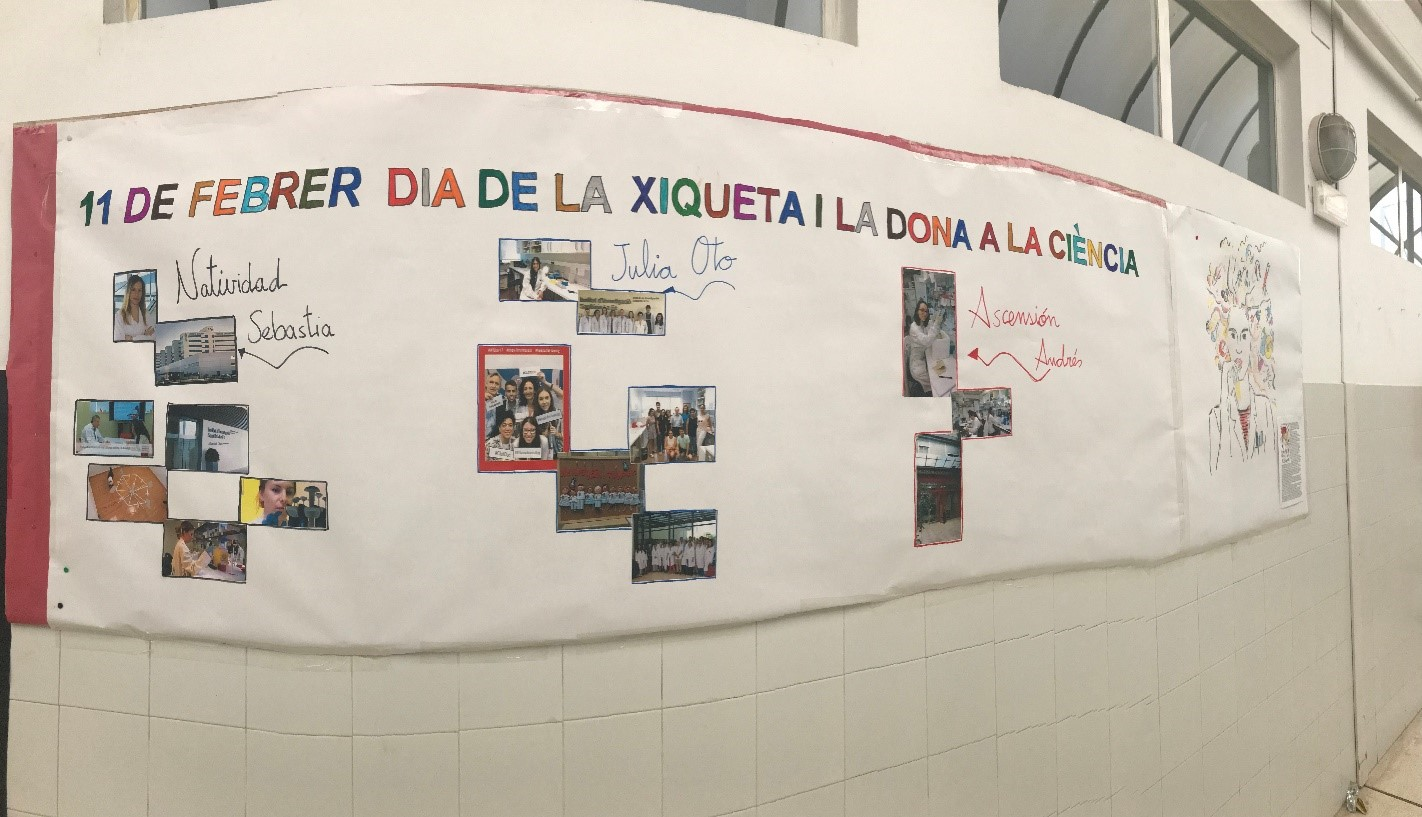 11 DE FEBRER DIA DE LA XIQUETA I LA DONA A LA CIÈNCIA
Natividad
Sebastia
Julia Oto
Ascensión
Andrés